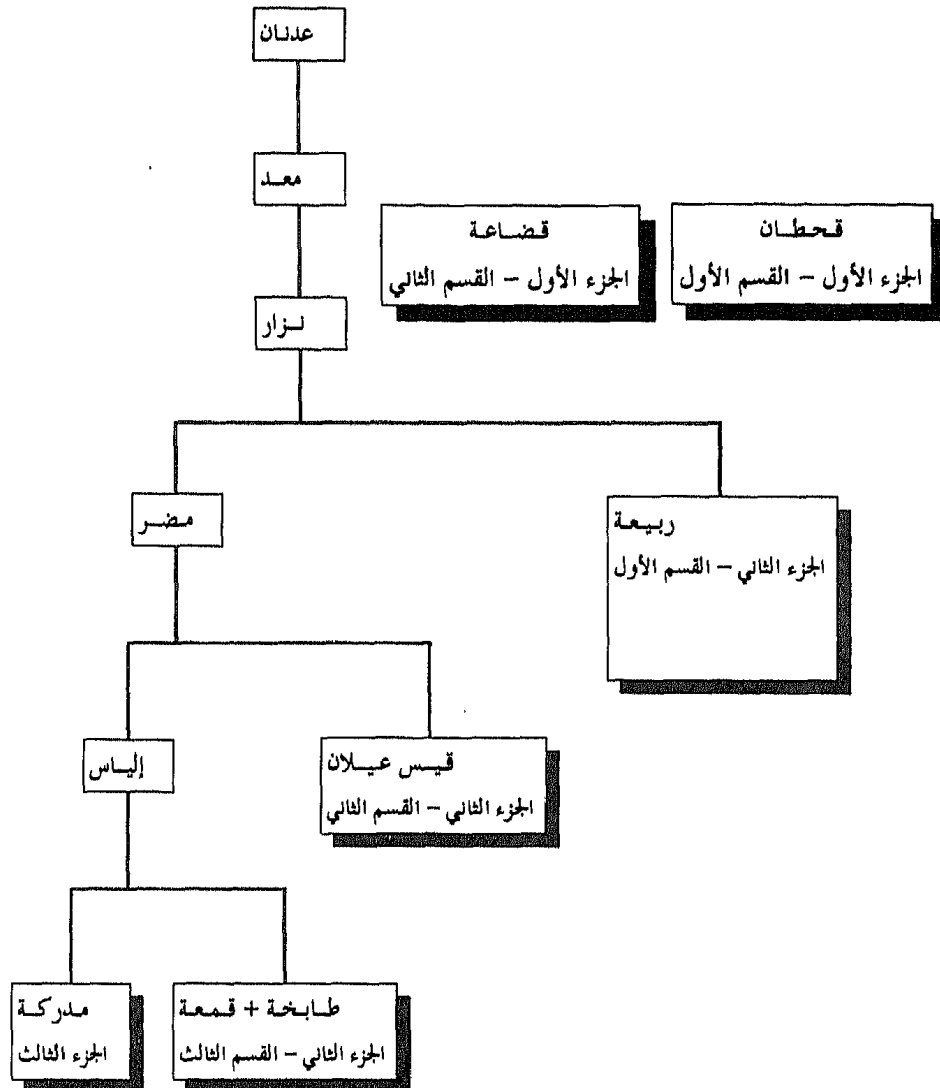 عدنان
معد
قحطان
الجزء الأول – القسم الأول
قضاعة
الجزء الأول – القسم الثاني
نزار
مضر
ربيعة
الجزء الثاني – القسم الأول
إلياس
قيس عيلان
الجزء الثاني – القسم الثاني
طابخة + قمعة
الجزء الثاني – القسم الثالث
مدركة
الجزء الثالث